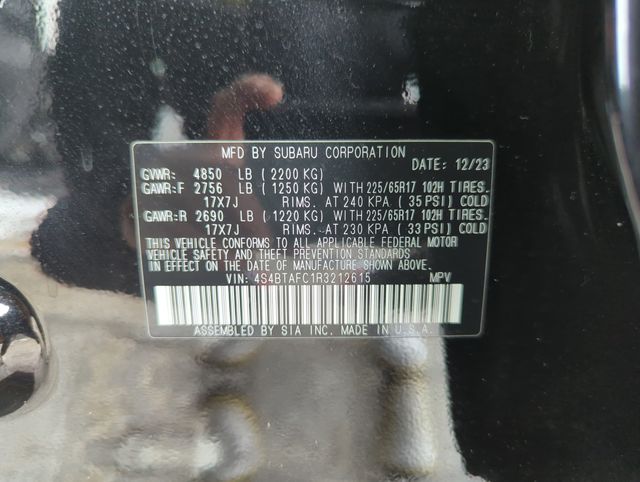 MFD BY SUBARU CORPORATION
DATE: 12/23
GVWR: 4850 LB (2200 KG)
GAWR:F 2756 LB (1250 KG) WITH 225/65R17 102H TIRES.
17X7J RIMS. AT 240 KPA (35 PSI) COLD
GAWR:R 2690 LB (1220 KG) WITH 225/65R17 102H TIRES.
17X7J RIMS. AT 230 KPA (33 PSI) COLD
THIS VEHICLE CONFORMS TO ALL APPLICABLE FEDERAL MOTOR
VEHICLE SAFETY AND THEFT PREVENTION STANDARDS
IN EFFECT ON THE DATE OF MANUFACTURE SHOWN ABOVE.
VIN: 4S4BTAFC1R3212615 MPV
ASSEMBLED BY SIA INC. MADE IN U.S.A.